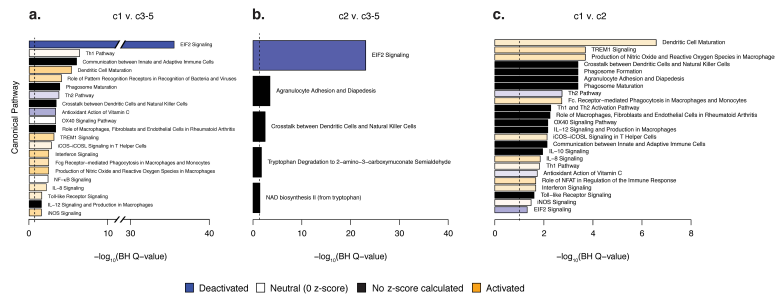 a.
c1 v. c3-5
Canonical Pathway
EIF2 Signaling
Th1 Pathway
Communication between Innate and Adaptive Immune Cells
Dendritic Cell Maturation
Role of Pattern Recognition Receptors in Recognition of Bacteria and Viruses
Phagosome Maturation
Th2 Pathway
Crosstalk between Dendritic Cells and Natural Killer Cells
Antioxidant Action of Vitamin C
OX40 Signaling Pathway
Role of Macrophages, Fibroblasts and Endothelial Cells in Rheumatoid Arthritis
TREM1 Signaling
iCOS−iCOSL Signaling in T Helper Cells
Interferon Signaling
Fcg Receptor−mediated Phagocytosis in Macrophages and Monocytes
Production of Nitric Oxide and Reactive Oxygen Species in Macrophages
NF−κB Signaling
IL−8 Signaling
Toll−like Receptor Signaling
IL−12 Signaling and Production in Macrophages
iNOS Signaling
0
10
30
40
−log10(BH Q−value)
b.
c2 v. c3-5
EIF2 Signaling
Agranulocyte Adhesion and Diapedesis
Crosstalk between Dendritic Cells and Natural Killer Cells
Tryptophan Degradation to 2−amino−3−carboxymuconate Semialdehyde
NAD biosynthesis II (from tryptophan)
0
10
20
30
40
−log10(BH Q−value)
c.
c1 v. c2
Dendritic Cell Maturation
TREM1 Signaling
Production of Nitric Oxide and Reactive Oxygen Species in Macrophage
Crosstalk between Dendritic Cells and Natural Killer Cells
Phagosome Formation
Agranulocyte Adhesion and Diapedesis
Phagosome Maturation
Th2 Pathway
Fc. Receptor−mediated Phagocytosis in Macrophages and Monocytes
Th1 and Th2 Activation Pathway
Role of Macrophages, Fibroblasts and Endothelial Cells in Rheumatoid Arthritis
OX40 Signaling Pathway
IL−12 Signaling and Production in Macrophages
iCOS−iCOSL Signaling in T Helper Cells
Communication between Innate and Adaptive Immune Cells
IL−10 Signaling
IL−8 Signaling
Th1 Pathway
Antioxidant Action of Vitamin C
Role of NFAT in Regulation of the Immune Response
Interferon Signaling
Toll−like Receptor Signaling
iNOS Signaling
EIF2 Signaling
0
2
4
6
8
−log10(BH Q−value)
Deactivated
Neutral (0 z-score)
No z-score calculated
Activated